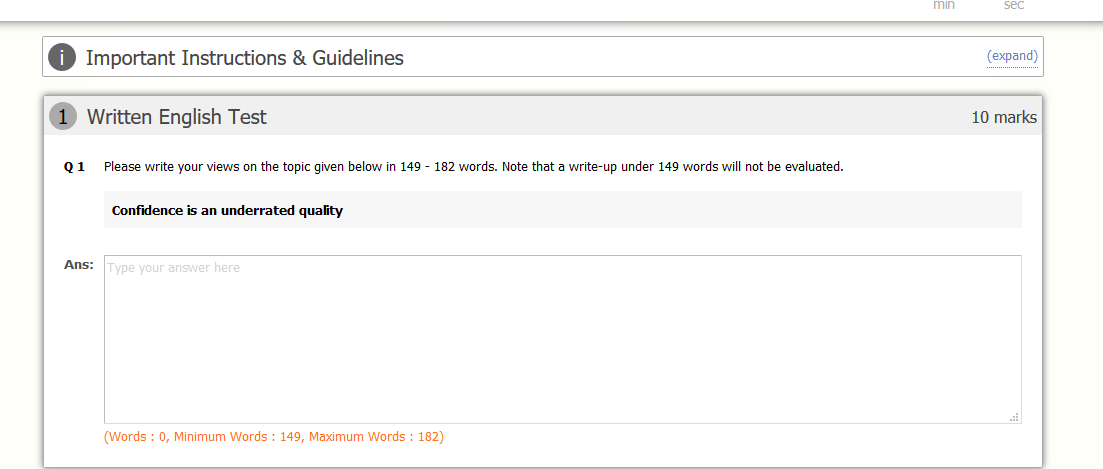 min sec
i Important Instructions & Guidelines (expand)
1 Written English Test 10 marks
Q 1 Please write your views on the topic given below in 149 - 182 words. Note that a write-up under 149 words will not be evaluated.
Confidence is an underrated quality
Ans: Type your answer here
(Words : 0, Minimum Words : 149, Maximum Words : 182)